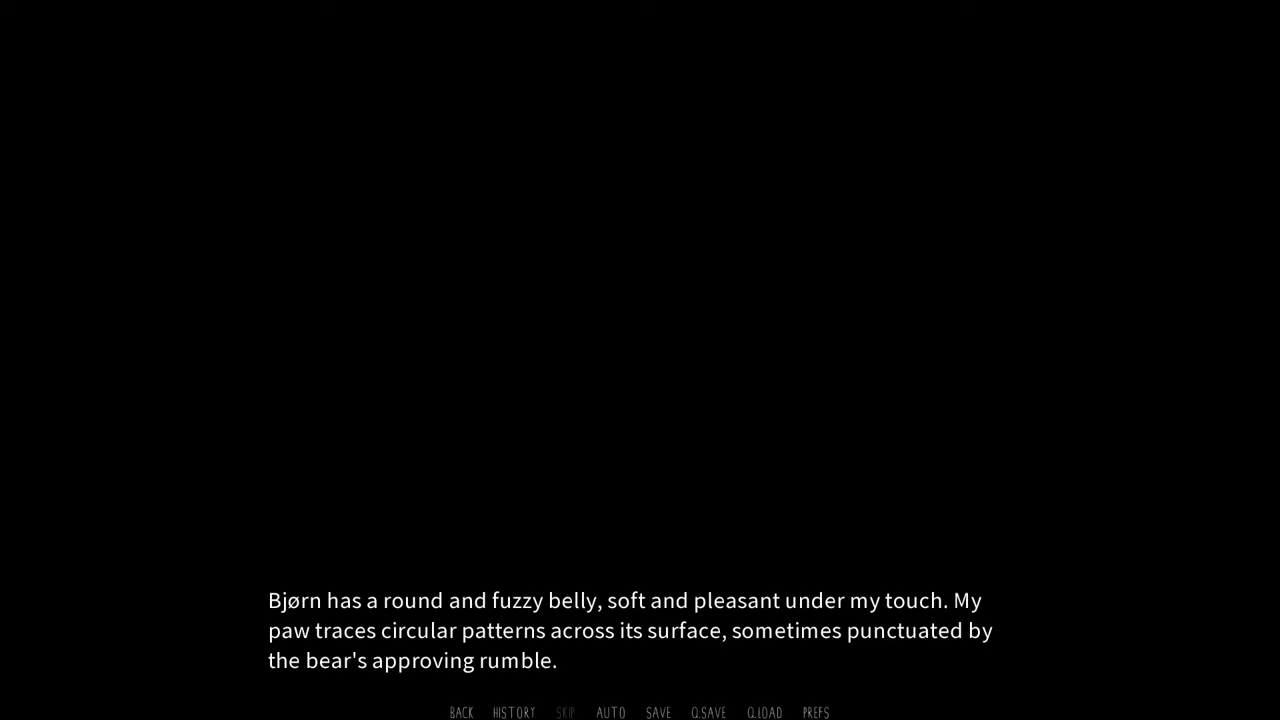 Bjørn has a round and fuzzy belly, soft and pleasant under my touch. My
paw traces circular patterns across its surface, sometimes punctuated by
the bear's approving rumble.
BACK HISTORY SKIP AUTO SAVE Q.SAVE Q.LOAD PREFS